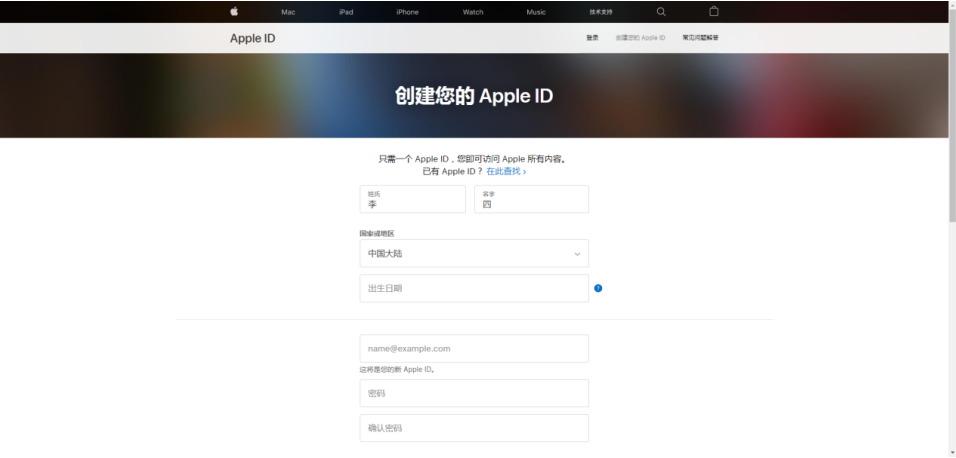 Mac iPad iPhone Watch Music 技术支持
Apple ID 登录 创建您的 Apple ID 常见问题解答
创建您的 Apple ID
只需一个 Apple ID，您即可访问 Apple 所有内容。
已有 Apple ID？ 在此查找 >
姓氏 名字
李 四
国家或地区
中国大陆
出生日期
?
name@example.com
这将是您的新 Apple ID。
密码
确认密码